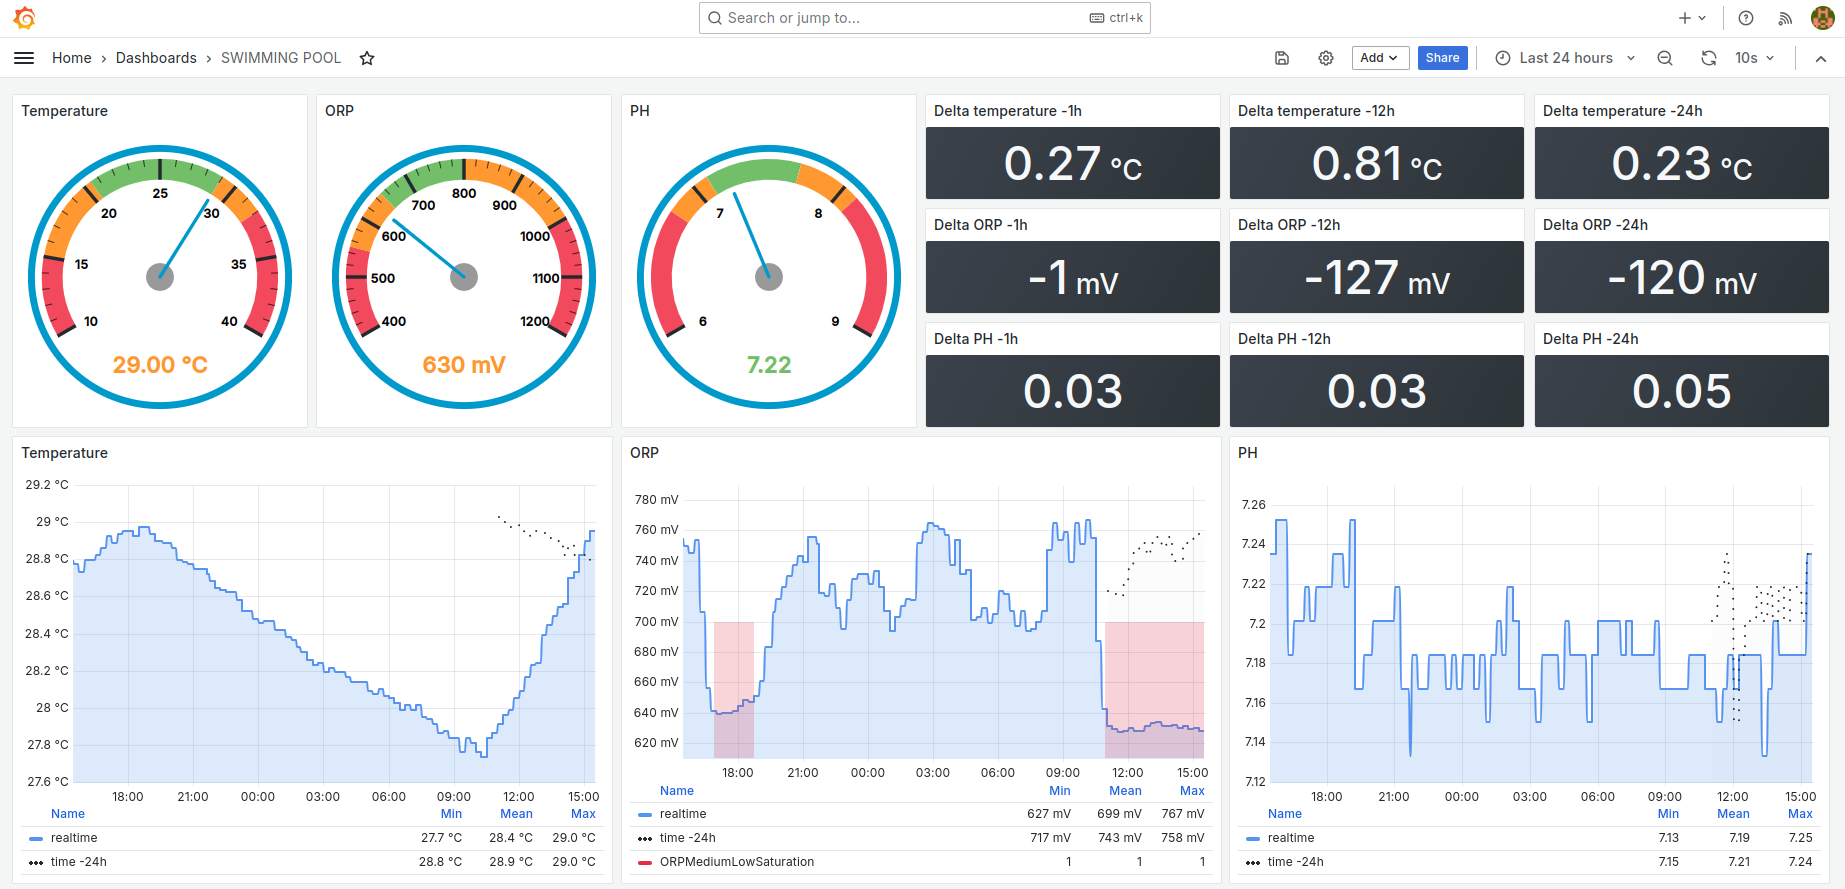 Search or jump to...
ctrl+k
Home
Dashboards
SWIMMING POOL
Add
Share
Last 24 hours
10s
Temperature
10
15
20
25
30
35
40
29.00 °C
ORP
400
500
600
700
800
900
1000
1100
1200
630 mV
PH
6
7
8
9
7.22
Delta temperature -1h
0.27 °C
Delta temperature -12h
0.81 °C
Delta temperature -24h
0.23 °C
Delta ORP -1h
-1 mV
Delta ORP -12h
-127 mV
Delta ORP -24h
-120 mV
Delta PH -1h
0.03
Delta PH -12h
0.03
Delta PH -24h
0.05
Temperature
29.2 °C
29 °C
28.8 °C
28.6 °C
28.4 °C
28.2 °C
28 °C
27.8 °C
27.6 °C
18:00 21:00 00:00 03:00 06:00 09:00 12:00 15:00
Name Min Mean Max
realtime 27.7 °C 28.4 °C 29.0 °C
time -24h 28.8 °C 28.9 °C 29.0 °C
ORP
780 mV
760 mV
740 mV
720 mV
700 mV
680 mV
660 mV
640 mV
620 mV
18:00 21:00 00:00 03:00 06:00 09:00 12:00 15:00
Name Min Mean Max
realtime 627 mV 699 mV 767 mV
time -24h 717 mV 743 mV 758 mV
ORPMediumLowSaturation 1 1 1
PH
7.26
7.24
7.22
7.2
7.18
7.16
7.14
7.12
18:00 21:00 00:00 03:00 06:00 09:00 12:00 15:00
Name Min Mean Max
realtime 7.13 7.19 7.25
time -24h 7.15 7.21 7.24